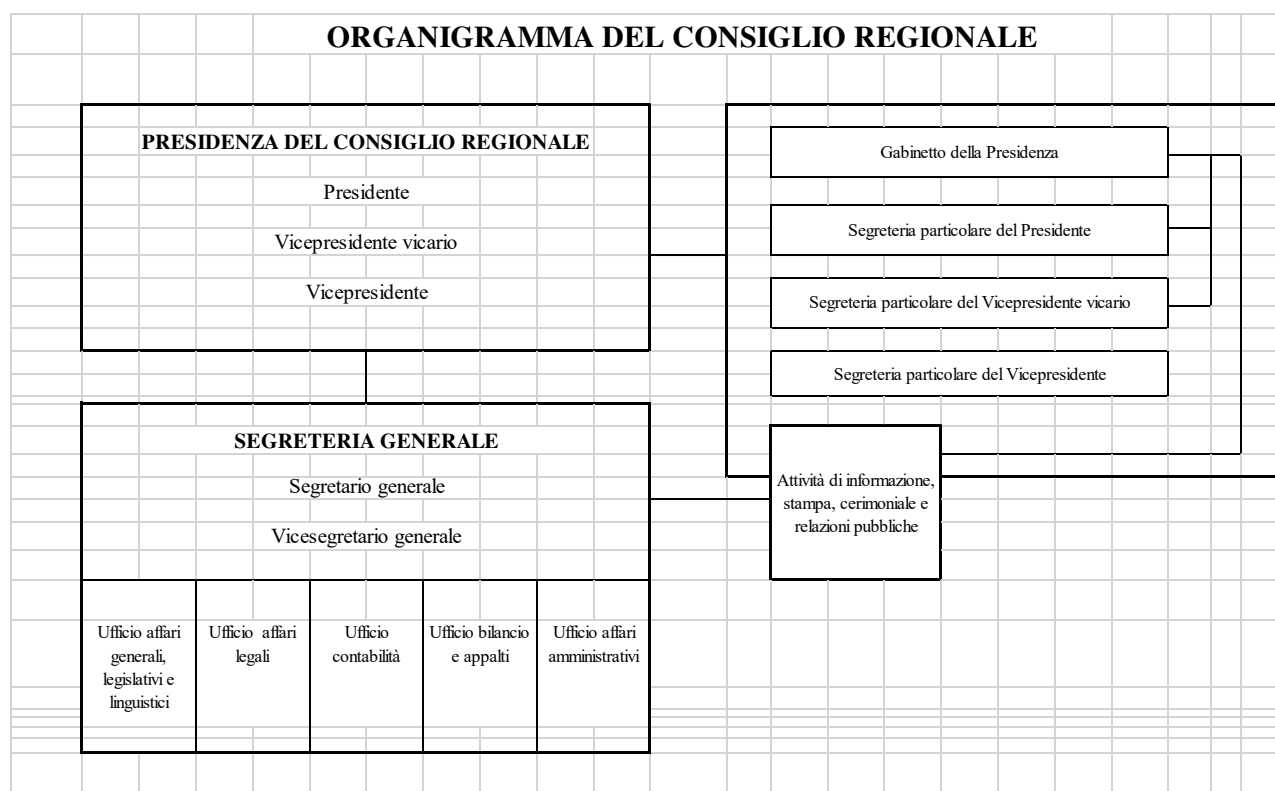 ORGANIGRAMMA DEL CONSIGLIO REGIONALE
PRESIDENZA DEL CONSIGLIO REGIONALE
Presidente
Vicepresidente vicario
Vicepresidente
Gabinetto della Presidenza
Segreteria particolare del Presidente
Segreteria particolare del Vicepresidente vicario
Segreteria particolare del Vicepresidente
SEGRETERIA GENERALE
Segretario generale
Vicesegretario generale
Attività di informazione,
stampa, cerimoniale e
relazioni pubbliche
Ufficio affari
generali,
legislativi e
linguistici
Ufficio affari
legali
Ufficio
contabilità
Ufficio bilancio
e appalti
Ufficio affari
amministrativi